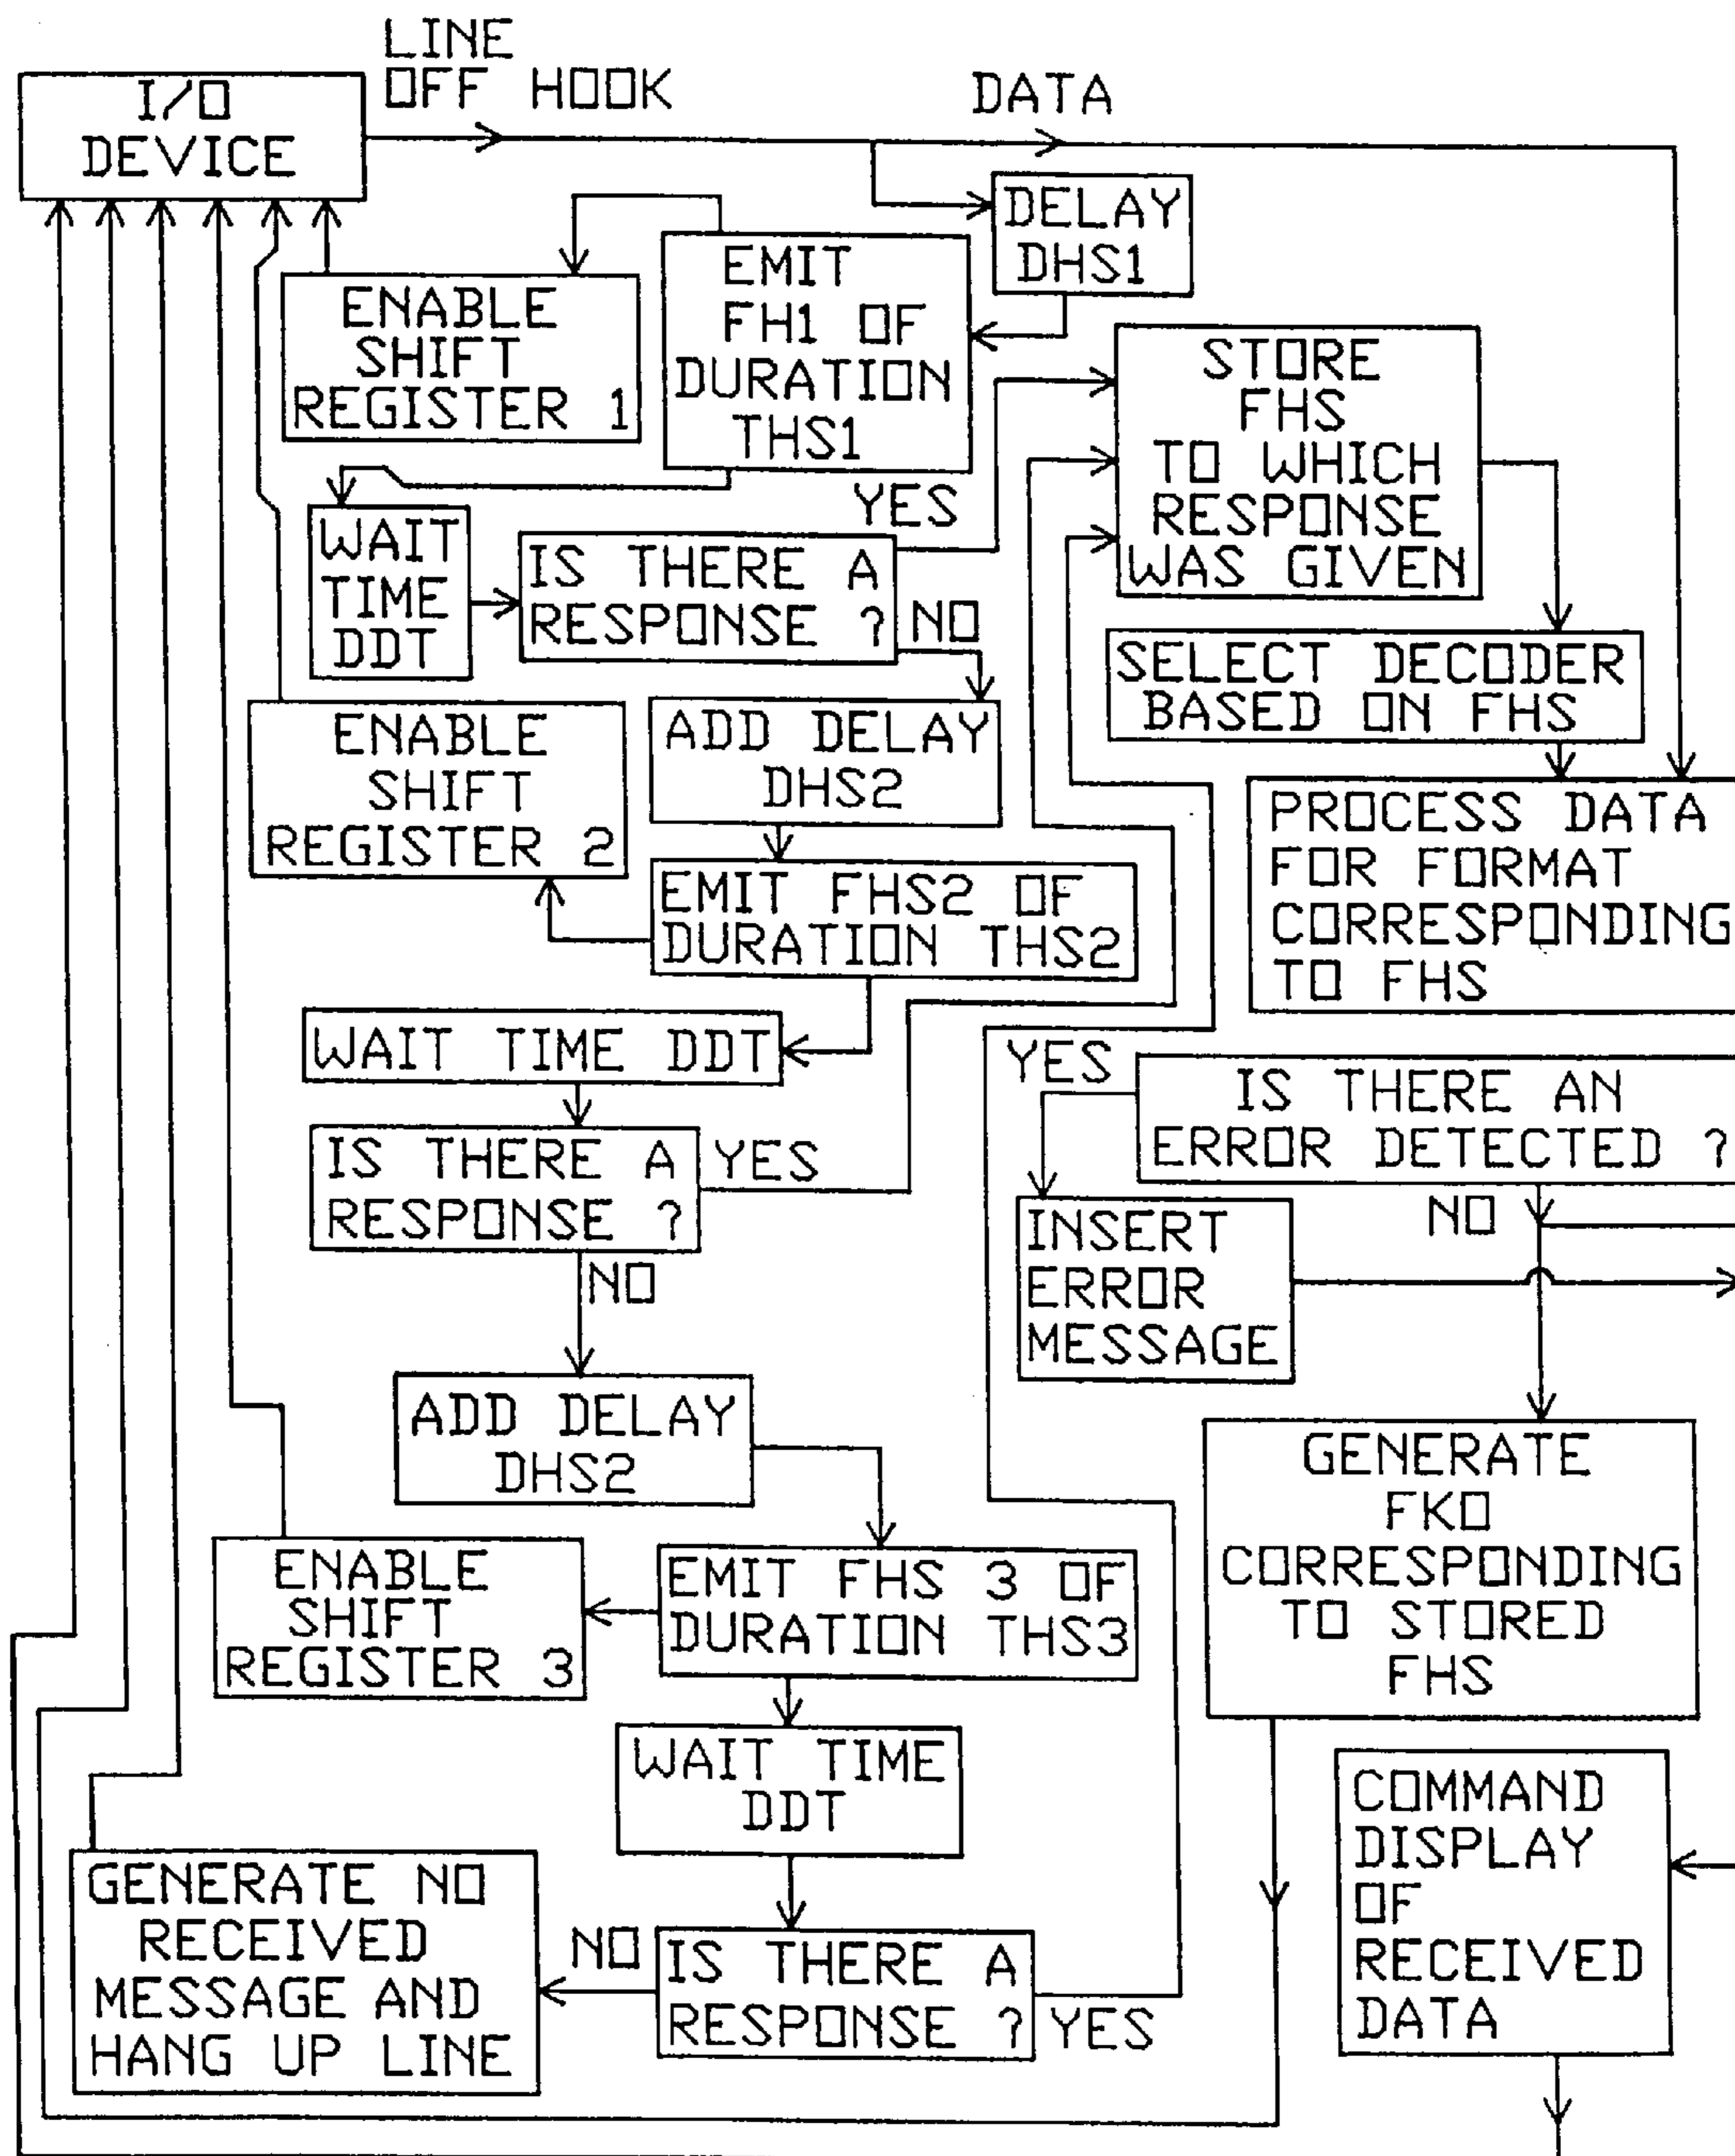 LINE
OFF HOOK
DATA
I/O
DEVICE
DELAY
DHS1
EMIT
FH1 OF
DURATION
THS1
ENABLE
SHIFT
REGISTER 1
STORE
FHS
TO WHICH
RESPONSE
WAS GIVEN
YES
WAIT
TIME
DDT
IS THERE A
RESPONSE ?
NO
SELECT DECODER
BASED ON FHS
ENABLE
SHIFT
REGISTER 2
ADD DELAY
DHS2
PROCESS DATA
FOR FORMAT
CORRESPONDING
TO FHS
EMIT FHS2 OF
DURATION THS2
WAIT TIME DDT
YES
IS THERE AN
ERROR DETECTED ?
IS THERE A
RESPONSE ?
YES
NO
INSERT
ERROR
MESSAGE
NO
ADD DELAY
DHS2
GENERATE
FKO
CORRESPONDING
TO STORED
FHS
ENABLE
SHIFT
REGISTER 3
EMIT FHS 3 OF
DURATION THS3
WAIT TIME
DDT
COMMAND
DISPLAY
OF
RECEIVED
DATA
GENERATE NO
RECEIVED
MESSAGE AND
HANG UP LINE
NO
IS THERE A
RESPONSE ?
YES